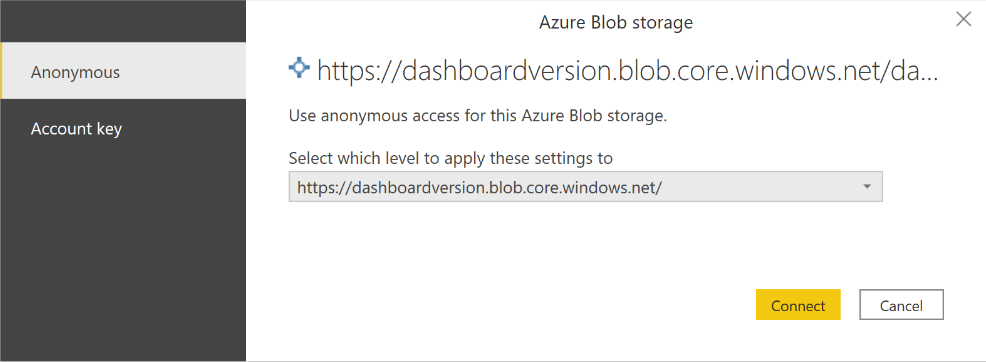 Azure Blob storage
Anonymous
Account key
https://dashboardversion.blob.core.windows.net/da...
Use anonymous access for this Azure Blob storage.
Select which level to apply these settings to
https://dashboardversion.blob.core.windows.net/
Connect
Cancel